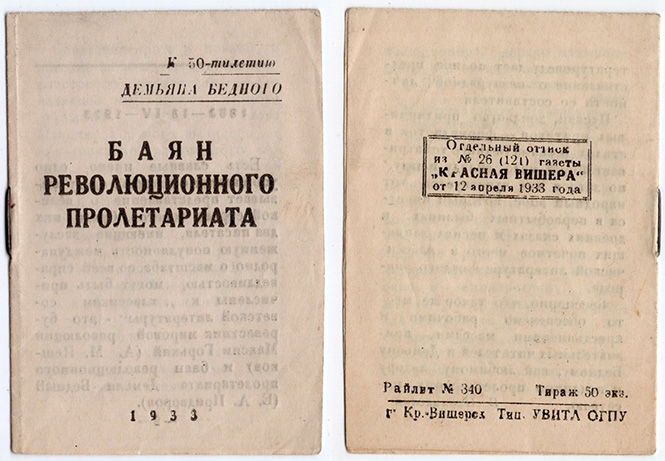 К 50-тилетию
ДЕМЬЯНА БЕДНОГО
БАЯН
РЕВОЛЮЦИОННОГО
ПРОЛЕТАРИАТА
1933
Отдельный оттиск
из № 26 (121) газеты
„КРАСНАЯ ВИШЕРА"
от 12 апреля 1933 года
Райлит № 340 Тираж 50 экз.
г Кр.-Вишерск Тип. УВИТЛ ОГПУ